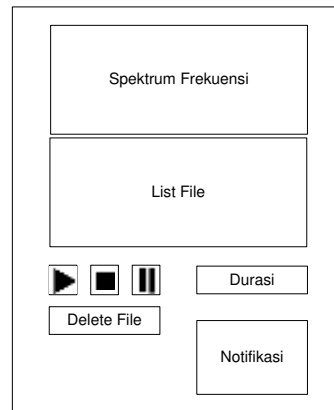 Spektrum Frekuensi
List File
Durasi
Delete File
Notifikasi